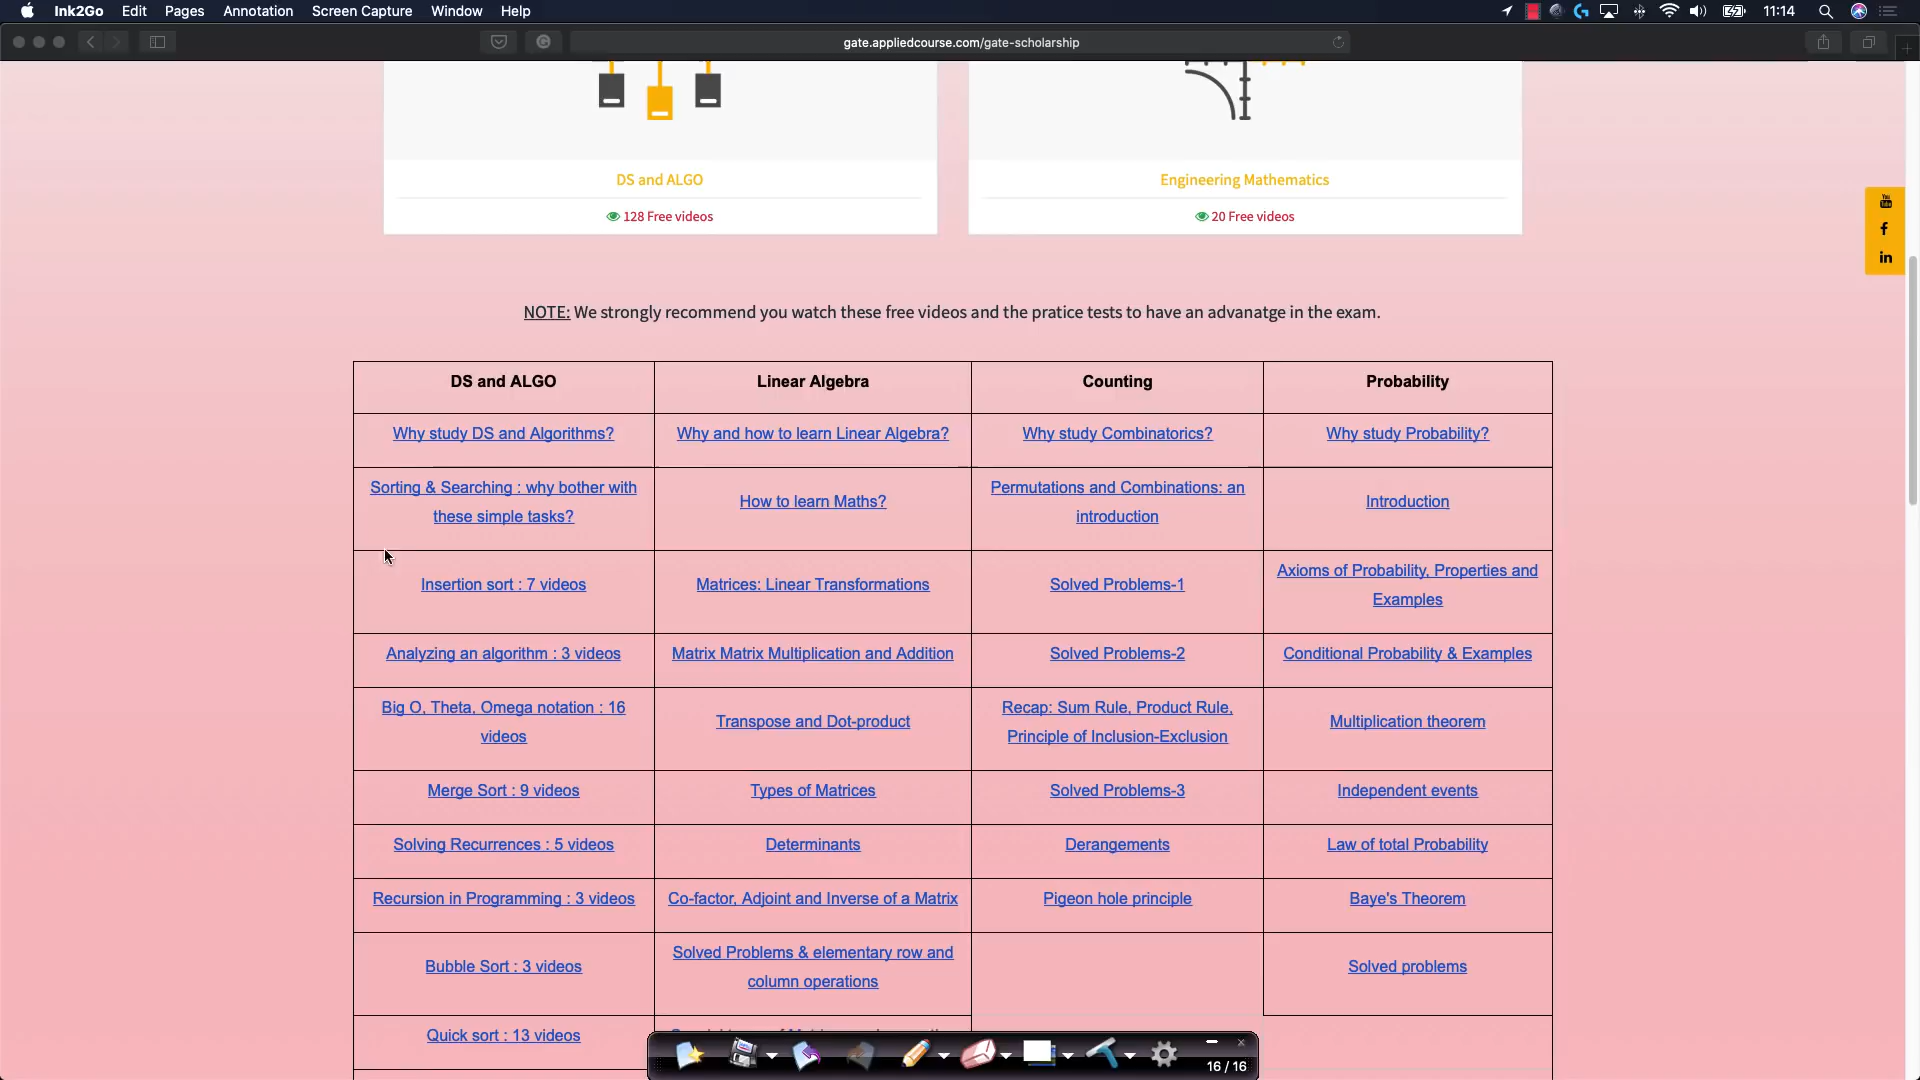 Ink2Go Edit Pages Annotation Screen Capture Window Help 11:14
gate.appliedcourse.com/gate-scholarship
DS and ALGO
128 Free videos
Engineering Mathematics
20 Free videos
You
Tube
f
in
NOTE: We strongly recommend you watch these free videos and the pratice tests to have an advanatge in the exam.
DS and ALGO Linear Algebra Counting Probability
Why study DS and Algorithms? Why and how to learn Linear Algebra? Why study Combinatorics? Why study Probability?
Sorting & Searching : why bother with
these simple tasks?
How to learn Maths?
Permutations and Combinations: an
introduction
Introduction
Insertion sort : 7 videos
Matrices: Linear Transformations
Solved Problems-1
Axioms of Probability, Properties and
Examples
Analyzing an algorithm : 3 videos Matrix Matrix Multiplication and Addition Solved Problems-2 Conditional Probability & Examples
Big O, Theta, Omega notation : 16
videos
Transpose and Dot-product
Recap: Sum Rule, Product Rule,
Principle of Inclusion-Exclusion
Multiplication theorem
Merge Sort : 9 videos Types of Matrices Solved Problems-3 Independent events
Solving Recurrences : 5 videos Determinants Derangements Law of total Probability
Recursion in Programming : 3 videos Co-factor, Adjoint and Inverse of a Matrix Pigeon hole principle Baye's Theorem
Bubble Sort : 3 videos
Solved Problems & elementary row and
column operations
Solved problems
Quick sort : 13 videos
16 / 16